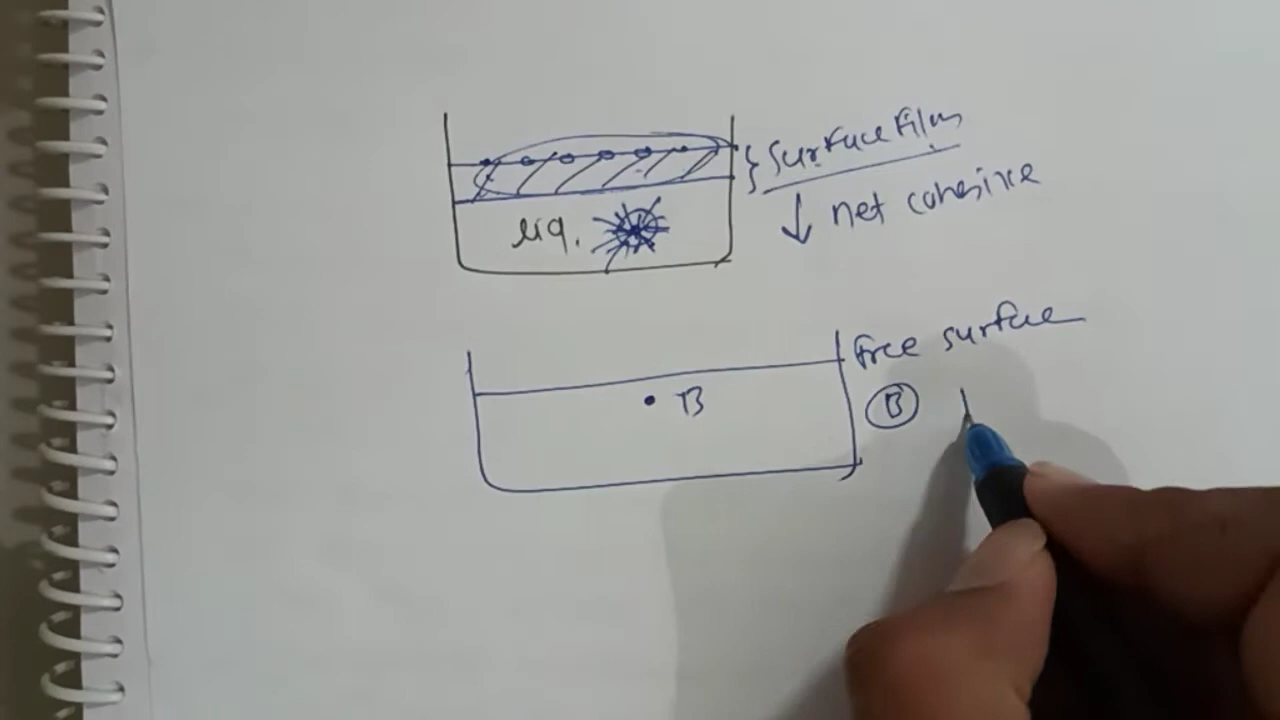 Surface Film
↓ net cohesive
liq.
free surface
• B
B